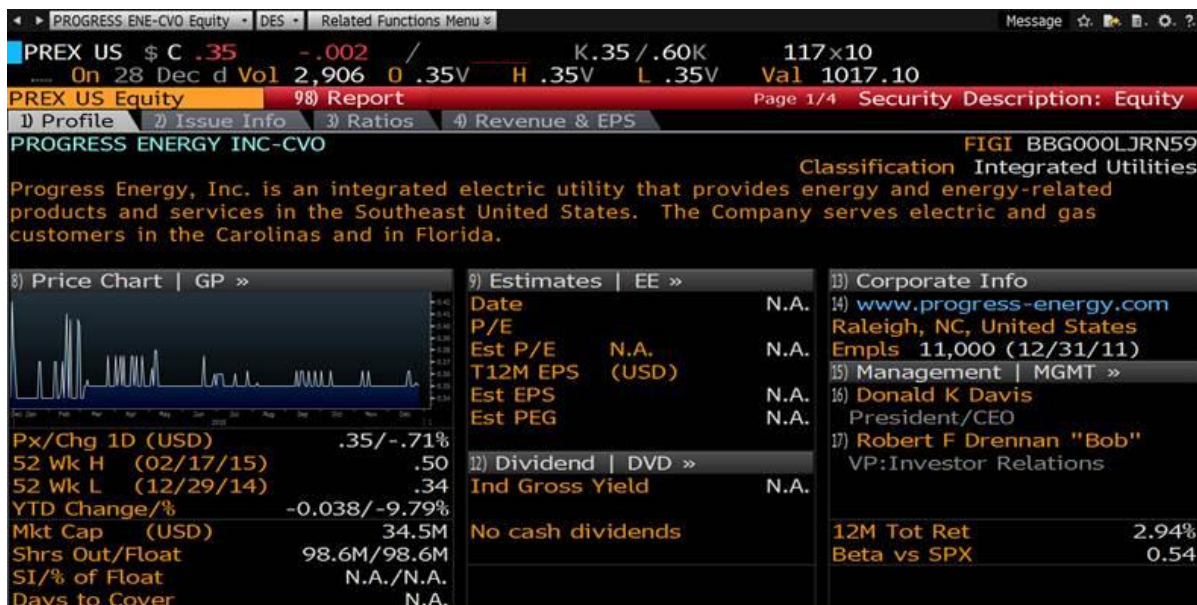 PROGRESS ENE-CVO Equity DES Related Functions Menu Message
PREX US $ C .35 -.002 / K.35/.60K 117x10
On 28 Dec d Vol 2,906 O .35V H .35V L .35V Val 1017.10
PREX US Equity 98) Report Page 1/4 Security Description: Equity
1) Profile 2) Issue Info 3) Ratios 4) Revenue & EPS
PROGRESS ENERGY INC-CVO FIGI BBG000LJRN59
Classification Integrated Utilities
Progress Energy, Inc. is an integrated electric utility that provides energy and energy-related
products and services in the Southeast United States. The Company serves electric and gas
customers in the Carolinas and in Florida.
8) Price Chart | GP »
Px/Chg 1D (USD) .35/-.71%
52 Wk H (02/17/15) .50
52 Wk L (12/29/14) .34
YTD Change/% -0.038/-9.79%
Mkt Cap (USD) 34.5M
Shrs Out/Float 98.6M/98.6M
SI/% of Float N.A./N.A.
Days to Cover N.A.
9) Estimates | EE »
Date N.A.
P/E
Est P/E N.A. N.A.
T12M EPS (USD)
Est EPS N.A.
Est PEG N.A.
12) Dividend | DVD »
Ind Gross Yield N.A.
No cash dividends
13) Corporate Info
14) www.progress-energy.com
Raleigh, NC, United States
Empls 11,000 (12/31/11)
15) Management | MGMT »
16) Donald K Davis
President/CEO
17) Robert F Drennan "Bob"
VP:Investor Relations
12M Tot Ret 2.94%
Beta vs SPX 0.54